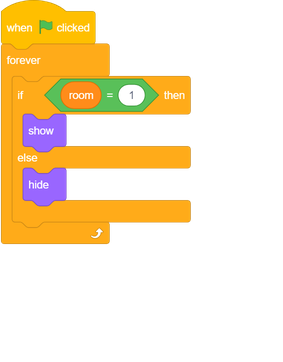 when clicked
forever
if room = 1 then
show
else
hide